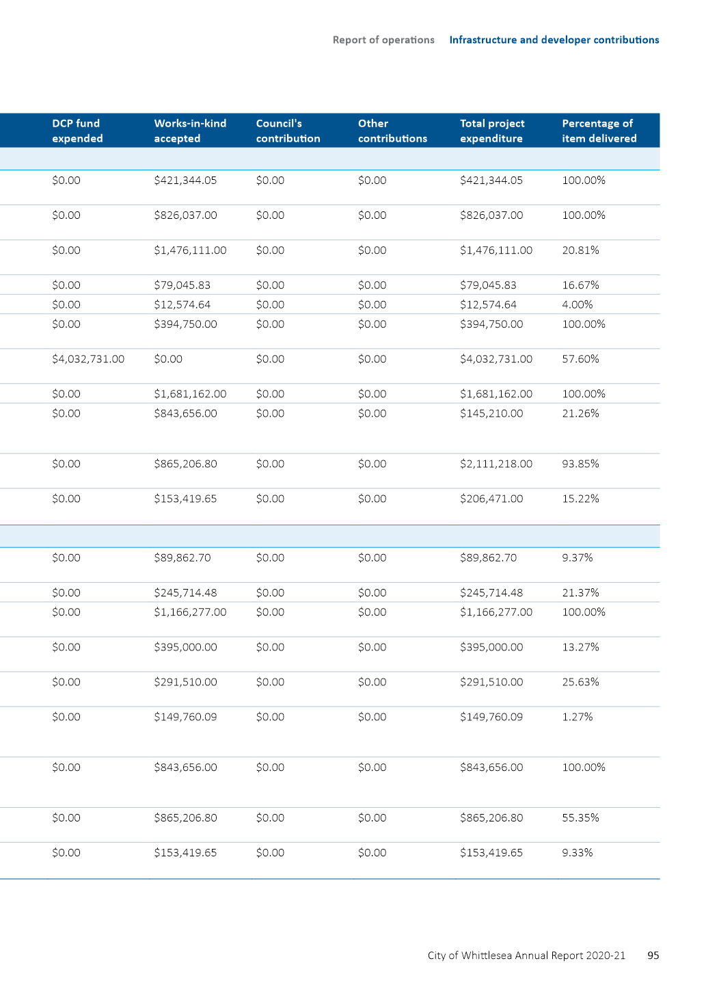 Report of operations Infrastructure and developer contributions
DCP fund Works-in-kind Council's Other Total project Percentage of
expended accepted contribution contributions expenditure item delivered
$0.00 $421,344.05 $0.00 $0.00 $421,344.05 100.00%
$0.00 $826,037.00 $0.00 $0.00 $826,037.00 100.00%
$0.00 $1,476,111.00 $0.00 $0.00 $1,476,111.00 20.81%
$0.00 $79,045.83 $0.00 $0.00 $79,045.83 16.67%
$0.00 $12,574.64 $0.00 $0.00 $12,574.64 4.00%
$0.00 $394,750.00 $0.00 $0.00 $394,750.00 100.00%
$4,032,731.00 $0.00 $0.00 $0.00 $4,032,731.00 57.60%
$0.00 $1,681,162.00 $0.00 $0.00 $1,681,162.00 100.00%
$0.00 $843,656.00 $0.00 $0.00 $145,210.00 21.26%
$0.00 $865,206.80 $0.00 $0.00 $2,111,218.00 93.85%
$0.00 $153,419.65 $0.00 $0.00 $206,471.00 15.22%
$0.00 $89,862.70 $0.00 $0.00 $89,862.70 9.37%
$0.00 $245,714.48 $0.00 $0.00 $245,714.48 21.37%
$0.00 $1,166,277.00 $0.00 $0.00 $1,166,277.00 100.00%
$0.00 $395,000.00 $0.00 $0.00 $395,000.00 13.27%
$0.00 $291,510.00 $0.00 $0.00 $291,510.00 25.63%
$0.00 $149,760.09 $0.00 $0.00 $149,760.09 1.27%
$0.00 $843,656.00 $0.00 $0.00 $843,656.00 100.00%
$0.00 $865,206.80 $0.00 $0.00 $865,206.80 55.35%
$0.00 $153,419.65 $0.00 $0.00 $153,419.65 9.33%
City of Whittlesea Annual Report 2020-21 95